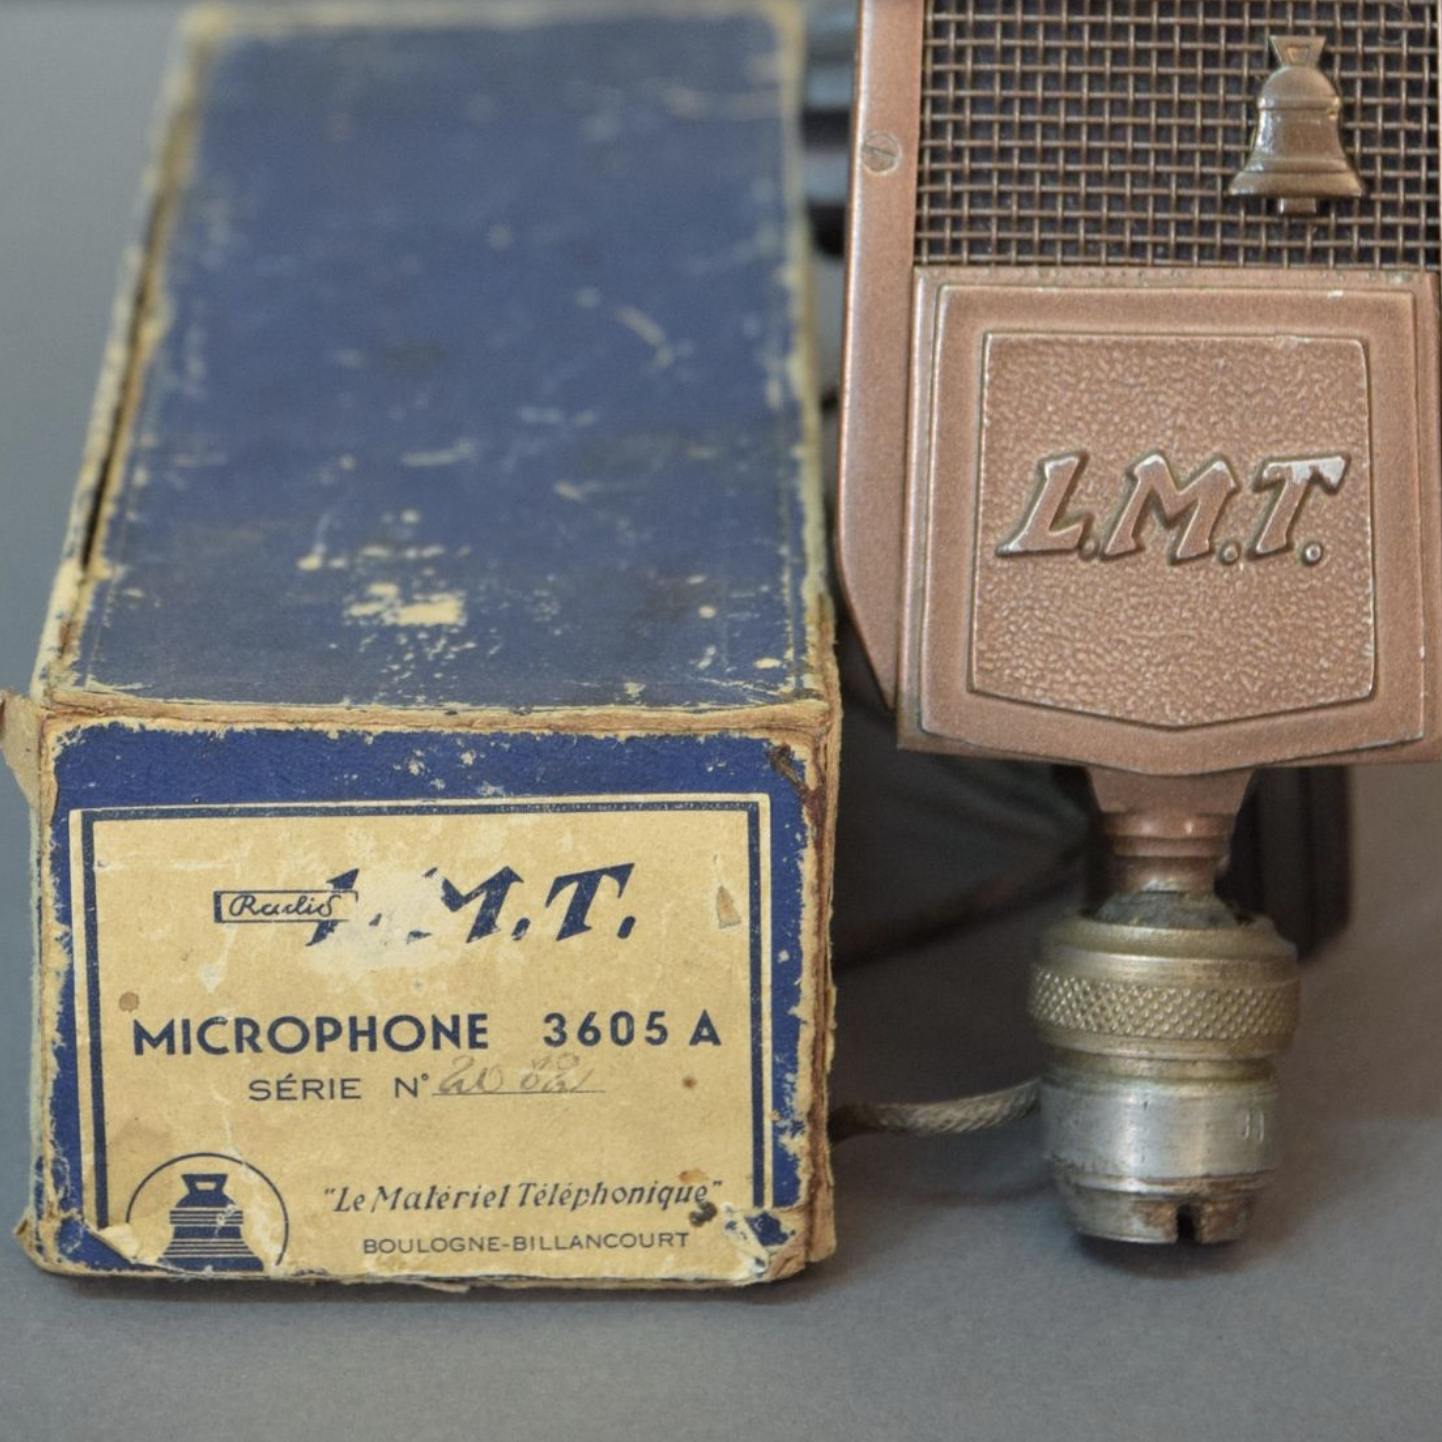 Radio L.M.T.
MICROPHONE 3605 A
SÉRIE N°
"Le Matériel Téléphonique"
BOULOGNE-BILLANCOURT
L.M.T.